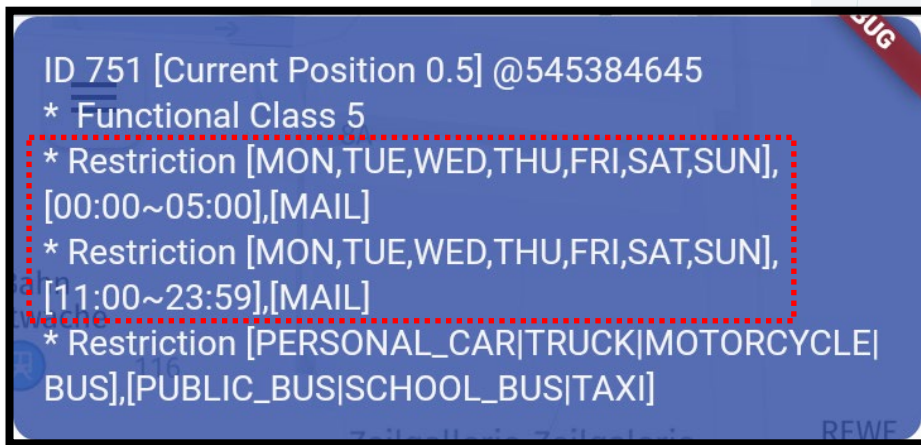 BUG
ID 751 [Current Position 0.5] @545384645
* Functional Class 5
8A
* Restriction [MON,TUE,WED,THU,FRI,SAT,SUN],
[00:00~05:00],[MAIL]
* Restriction [MON,TUE,WED,THU,FRI,SAT,SUN],
[11:00~23:59],[MAIL]
* Restriction [PERSONAL_CAR|TRUCK|MOTORCYCLE|
116
BUS],[PUBLIC_BUS|SCHOOL_BUS|TAXI]
REWE